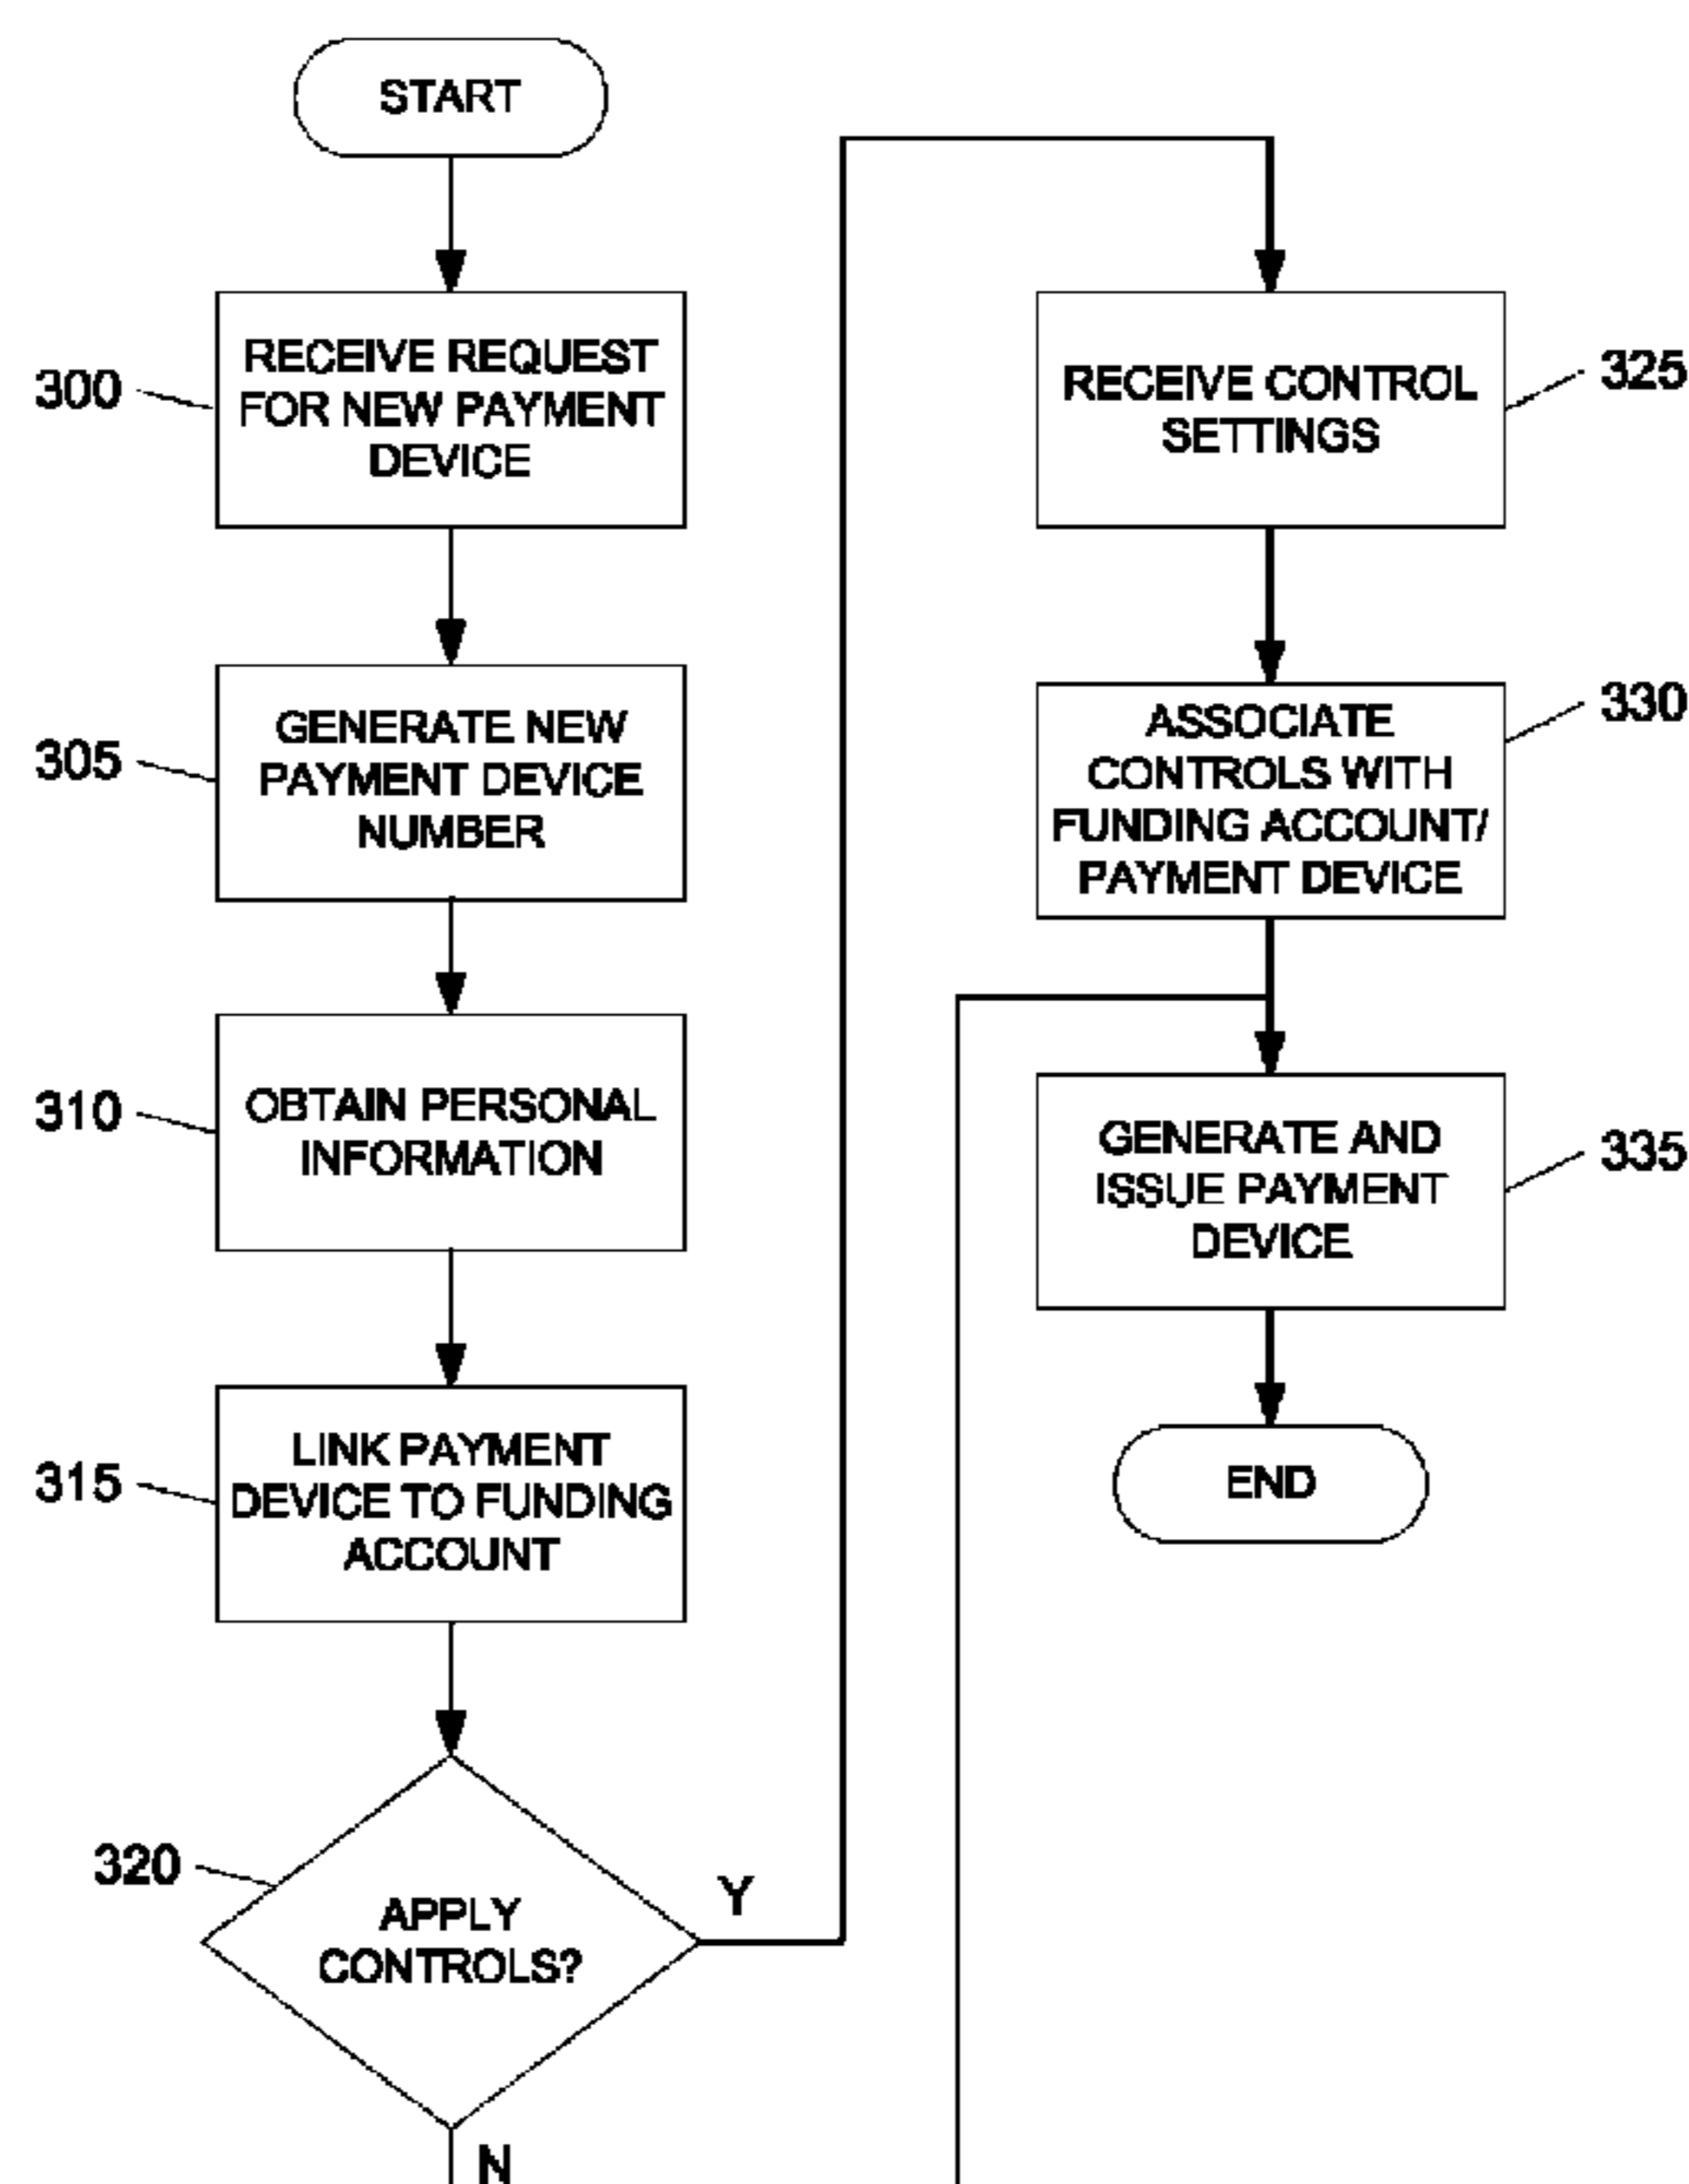 START
300
RECEIVE REQUEST
FOR NEW PAYMENT
DEVICE
305
GENERATE NEW
PAYMENT DEVICE
NUMBER
310
OBTAIN PERSONAL
INFORMATION
315
LINK PAYMENT
DEVICE TO FUNDING
ACCOUNT
320
APPLY
CONTROLS?
Y
N
RECEIVE CONTROL
SETTINGS
325
ASSOCIATE
CONTROLS WITH
FUNDING ACCOUNT/
PAYMENT DEVICE
330
GENERATE AND
ISSUE PAYMENT
DEVICE
335
END